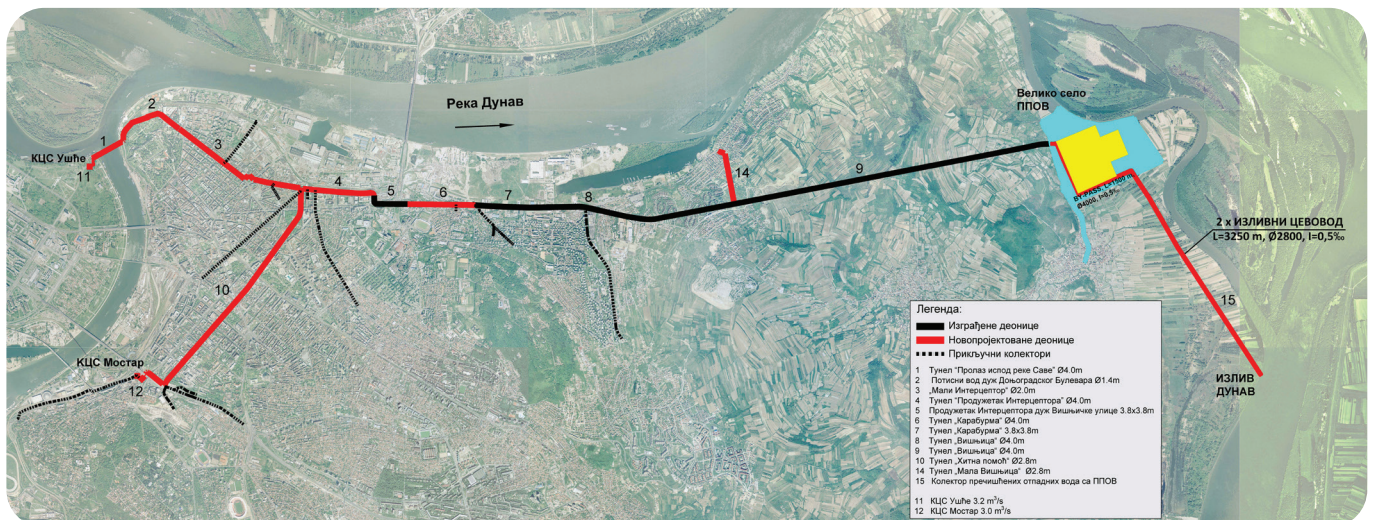 Река Дунав
Велико село
ППОВ
КЦС Ушће
1
2
3
4
5
6
7
8
9
10
11
12
14
15
BY-PASS, L=1500 m
Ø4000, I=0,5‰
2 x ИЗЛИВНИ ЦЕВОВОД
L=3250 m, Ø2800, I=0,5‰
КЦС Мостар
ИЗЛИВ
ДУНАВ
Легенда:
Изграђене деонице
Новопројектоване деонице
Прикључни колектори
1 Тунел "Пролаз испод реке Саве" Ø4.0m
2 Потисни вод дуж Доњоградског Булевара Ø1.4m
3 „Мали Интерцептор“ Ø2.0m
4 Тунел "Продужетак Интерцептора" Ø4.0m
5 Продужетак Интерцептора дуж Вишњичке улице 3.8x3.8m
6 Тунел „Карабурма“ Ø4.0m
7 Тунел „Карабурма“ 3.8x3.8m
8 Тунел „Вишњица“ Ø4.0m
9 Тунел „Вишњица“ Ø4.0m
10 Тунел „Хитна помоћ“ Ø2.8m
14 Тунел „Мала Вишњица“ Ø2.8m
15 Колектор пречишћених отпадних вода са ППОВ
11 КЦС Ушће 3.2 m³/s
12 КЦС Мостар 3.0 m³/s